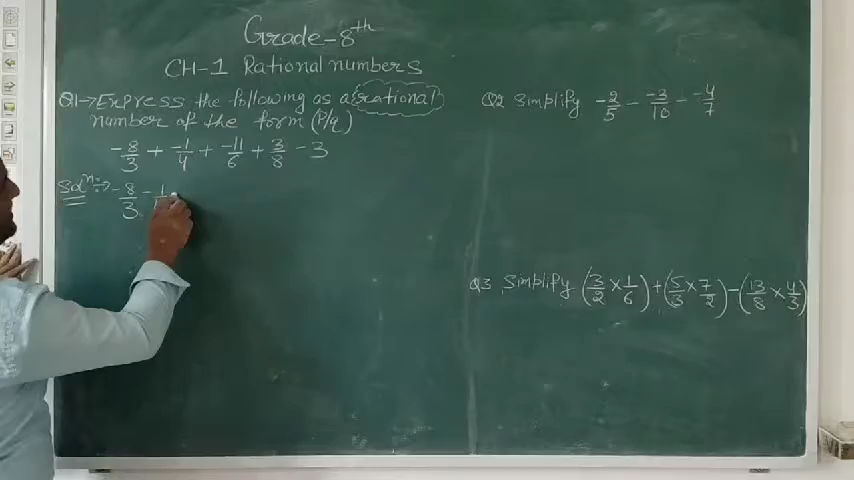 Grade-8th
CH-1 Rational numbers
Q1→ Express the following as a rational
number of the form (P/q)
-8/3 + -1/4 + -11/6 + 3/8 - 3
Solⁿ:→ -8/3 - 1
Q2 Simplify -2/5 - -3/10 - -4/7
Q3 Simplify (3/2 × 1/6) + (5/3 × 7/2) - (13/8 × 4/3)